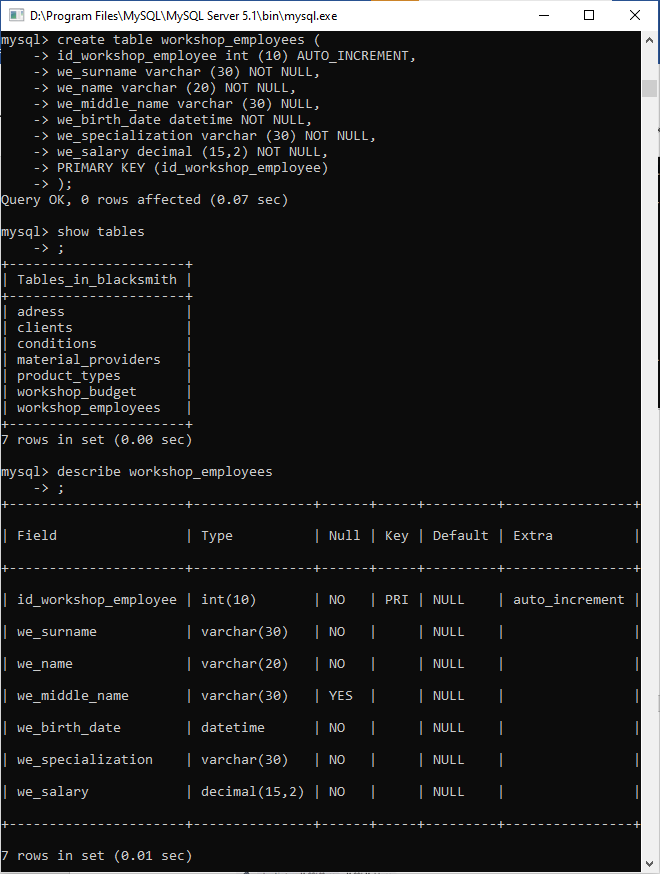 D:\Program Files\MySQL\MySQL Server 5.1\bin\mysql.exe
mysql> create table workshop_employees (
    -> id_workshop_employee int (10) AUTO_INCREMENT,
    -> we_surname varchar (30) NOT NULL,
    -> we_name varchar (20) NOT NULL,
    -> we_middle_name varchar (30) NULL,
    -> we_birth_date datetime NOT NULL,
    -> we_specialization varchar (30) NOT NULL,
    -> we_salary decimal (15,2) NOT NULL,
    -> PRIMARY KEY (id_workshop_employee)
    -> );
Query OK, 0 rows affected (0.07 sec)
mysql> show tables
    -> ;
+----------------------+
| Tables_in_blacksmith |
+----------------------+
| adress               |
| clients              |
| conditions           |
| material_providers   |
| product_types        |
| workshop_budget      |
| workshop_employees   |
+----------------------+
7 rows in set (0.00 sec)
mysql> describe workshop_employees
    -> ;
+----------------------+---------------+------+-----+---------+----------------+
| Field                | Type          | Null | Key | Default | Extra          |
+----------------------+---------------+------+-----+---------+----------------+
| id_workshop_employee | int(10)       | NO   | PRI | NULL    | auto_increment |
| we_surname           | varchar(30)   | NO   |     | NULL    |                |
| we_name              | varchar(20)   | NO   |     | NULL    |                |
| we_middle_name       | varchar(30)   | YES  |     | NULL    |                |
| we_birth_date        | datetime      | NO   |     | NULL    |                |
| we_specialization    | varchar(30)   | NO   |     | NULL    |                |
| we_salary            | decimal(15,2) | NO   |     | NULL    |                |
+----------------------+---------------+------+-----+---------+----------------+
7 rows in set (0.01 sec)